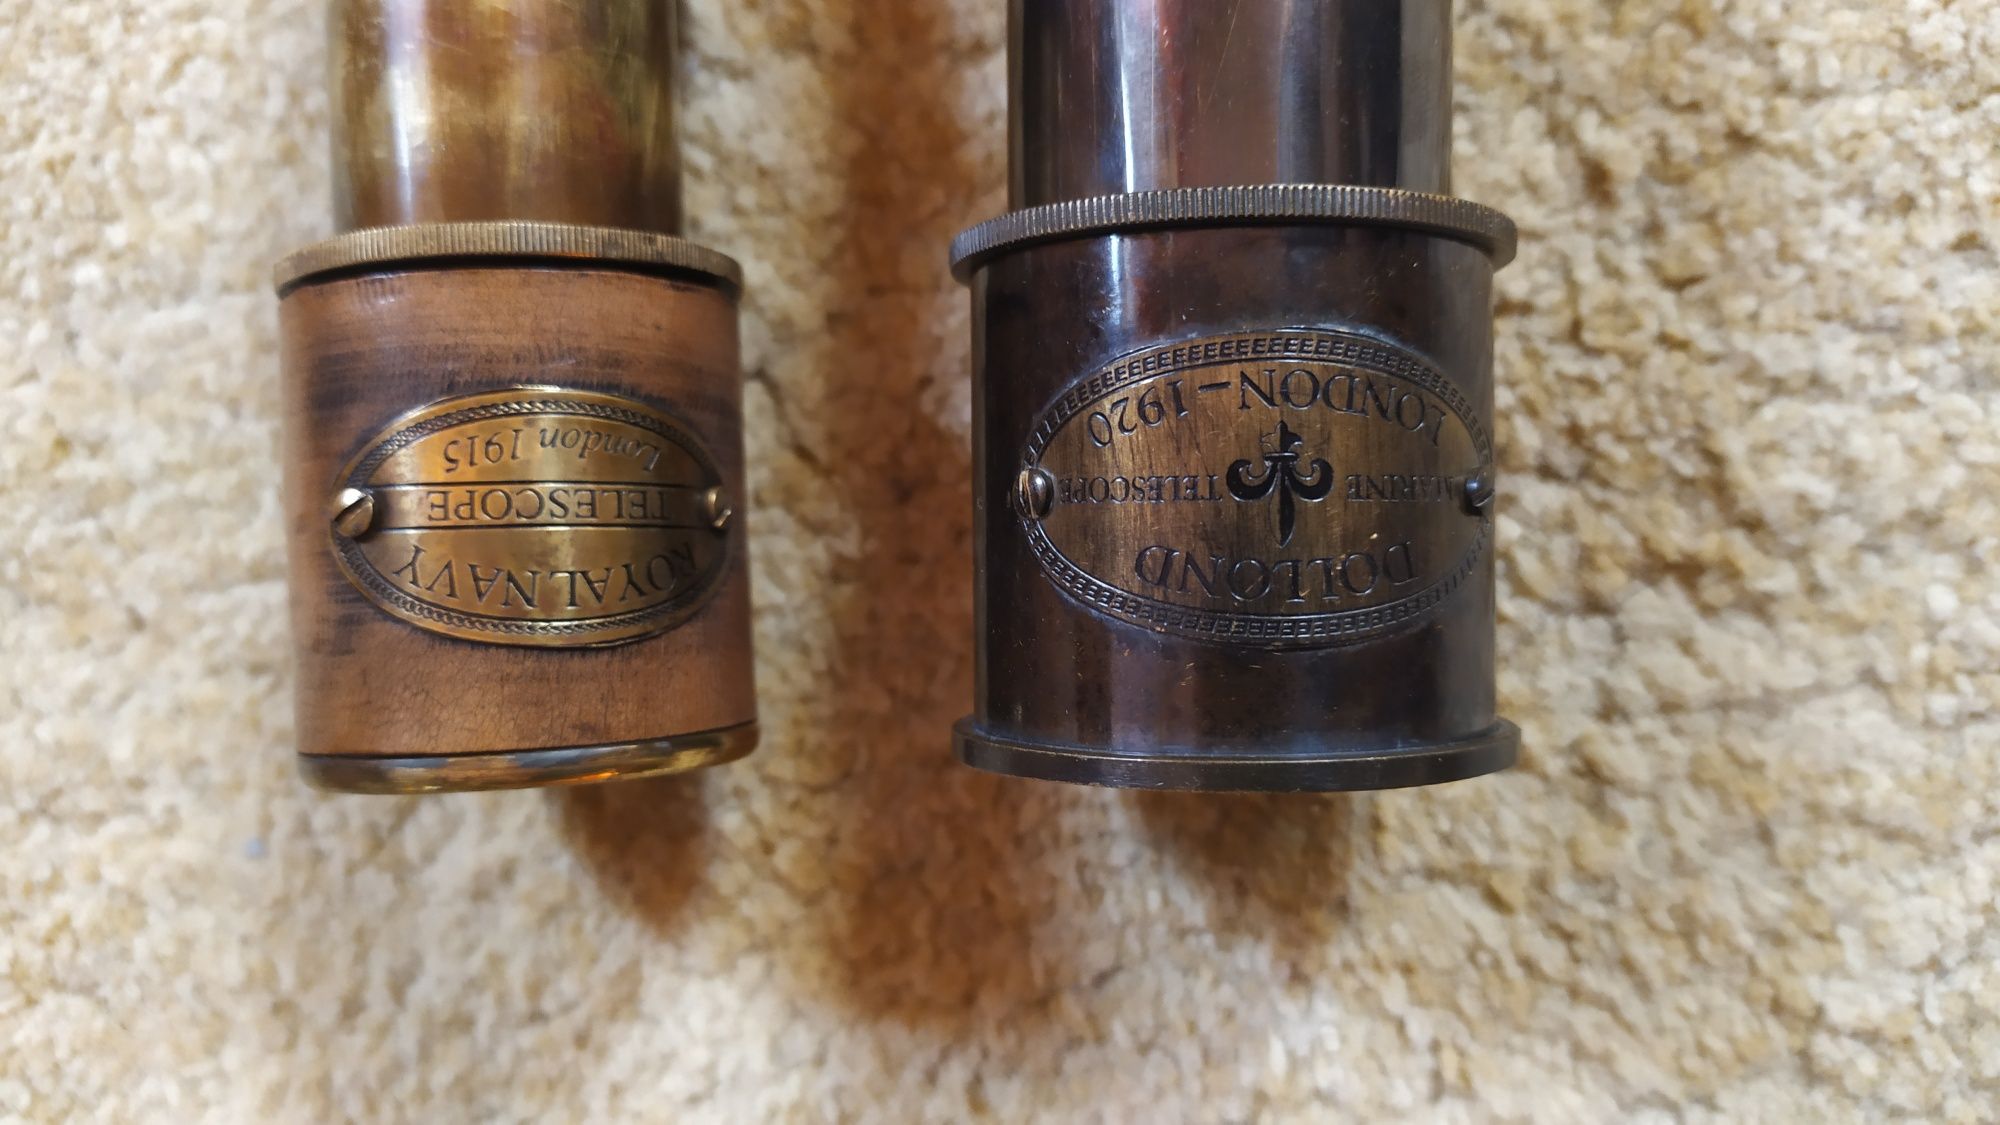 ROYAL NAVY
TELESCOPE
London 1915
DOLLOND
MARINE TELESCOPE
LONDON - 1920